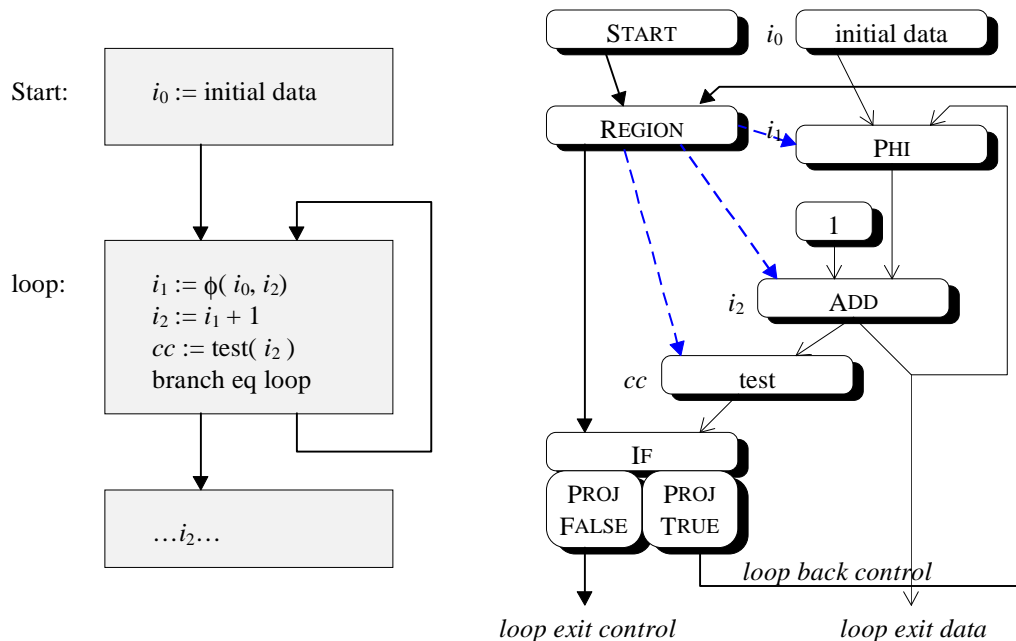 Start:
i0 := initial data
loop:
i1 := ϕ( i0, i2)
i2 := i1 + 1
cc := test( i2 )
branch eq loop
…i2…
START
i0
initial data
REGION
i1
PHI
1
i2
ADD
cc
test
IF
PROJ
FALSE
PROJ
TRUE
loop back control
loop exit control
loop exit data